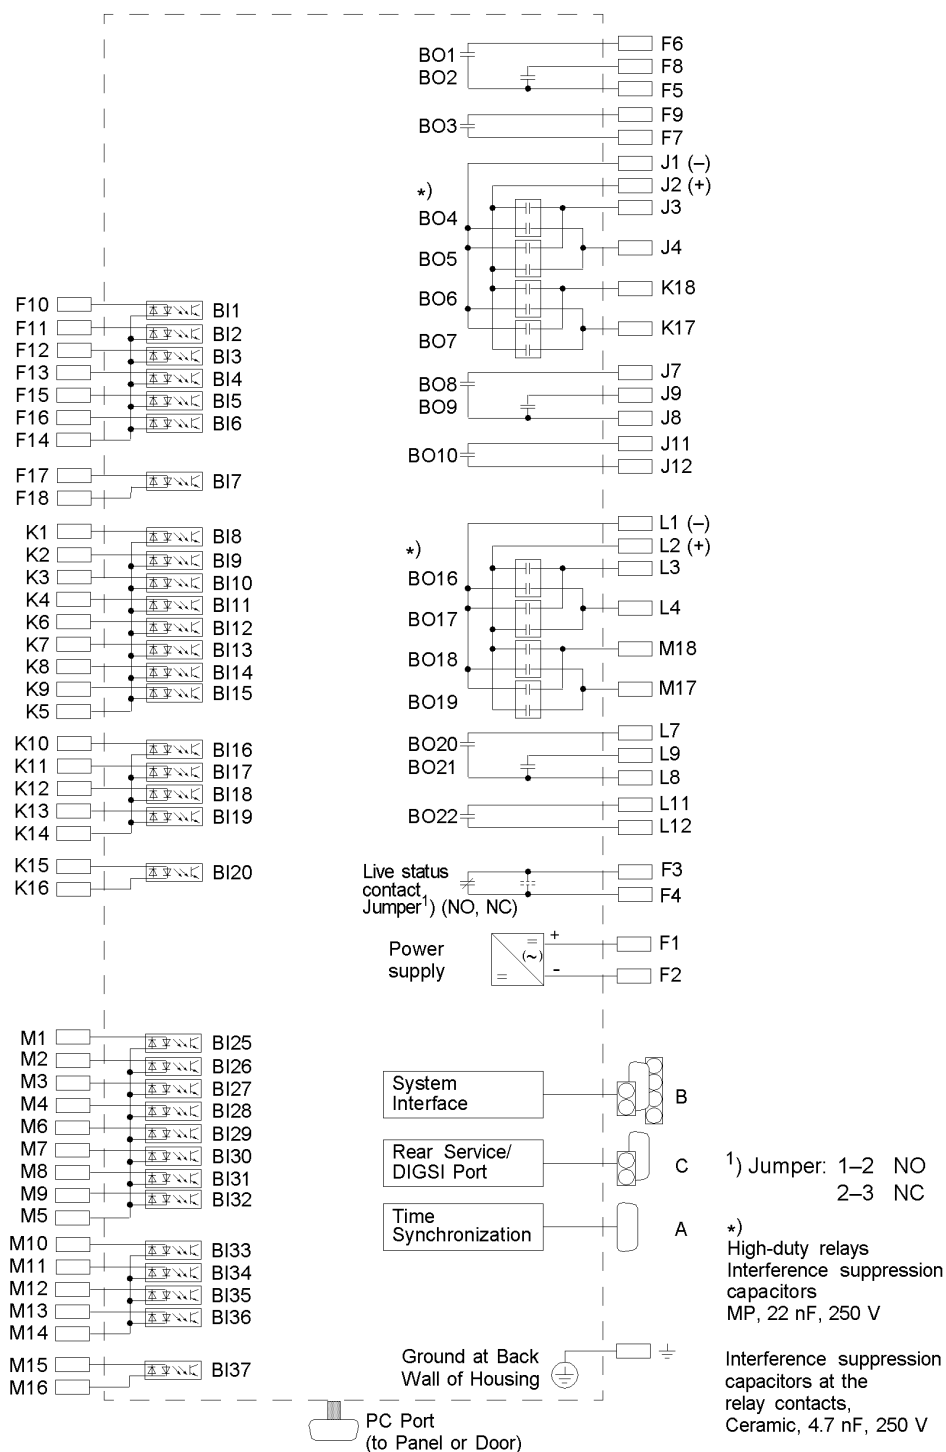 BO1
BO2
F6
F8
F5
BO3
F9
F7
J1 (–)
J2 (+)
*)
BO4
J3
BO5
J4
BO6
K18
BO7
K17
BO8
BO9
J7
J9
J8
BO10
J11
J12
F10
BI1
F11
BI2
F12
BI3
F13
BI4
F15
BI5
F16
BI6
F14
F17
BI7
F18
K1
BI8
K2
BI9
K3
BI10
K4
BI11
K6
BI12
K7
BI13
K8
BI14
K9
BI15
K5
K10
BI16
K11
BI17
K12
BI18
K13
BI19
K14
K15
BI20
K16
L1 (–)
L2 (+)
*)
BO16
L3
BO17
L4
BO18
M18
BO19
M17
BO20
BO21
L7
L9
L8
BO22
L11
L12
Live status
contact
Jumper1) (NO, NC)
F3
F4
Power
supply
=
(~)
=
+
-
F1
F2
M1
BI25
M2
BI26
M3
BI27
M4
BI28
M6
BI29
M7
BI30
M8
BI31
M9
BI32
M5
M10
BI33
M11
BI34
M12
BI35
M13
BI36
M14
M15
BI37
M16
System
Interface
B
Rear Service/
DIGSI Port
C
Time
Synchronization
A
1) Jumper: 1–2 NO
2–3 NC
*)
High-duty relays
Interference suppression
capacitors
MP, 22 nF, 250 V
Ground at Back
Wall of Housing
Interference suppression
capacitors at the
relay contacts,
Ceramic, 4.7 nF, 250 V
PC Port
(to Panel or Door)